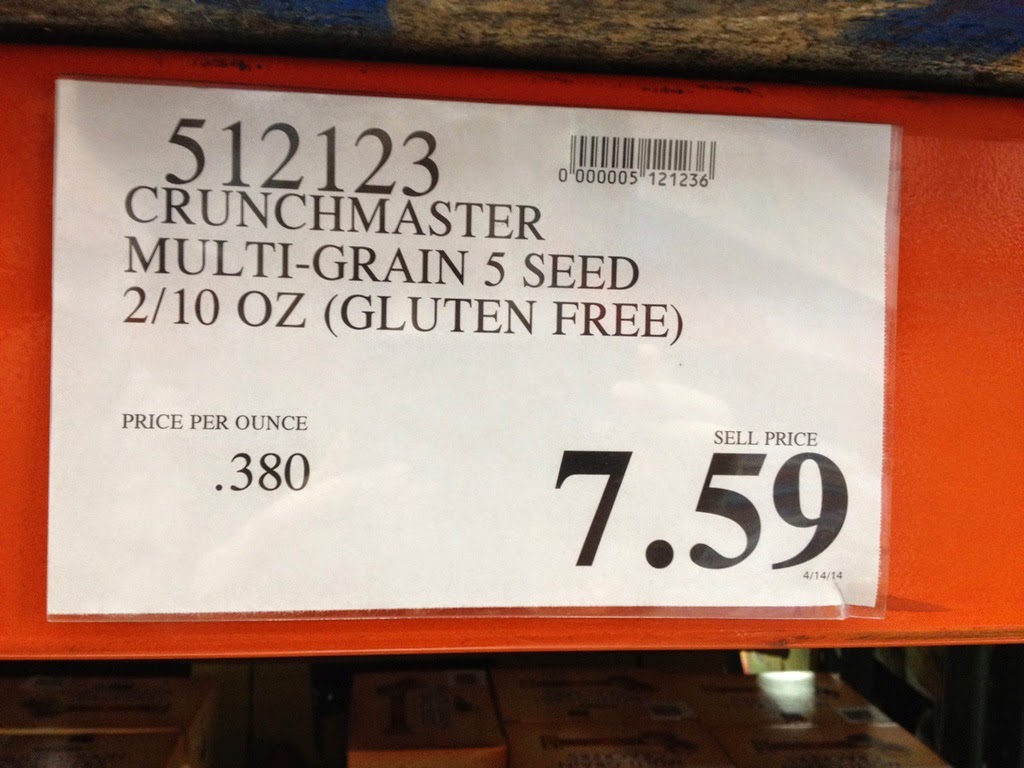 512123
0 000005 121236
CRUNCHMASTER
MULTI-GRAIN 5 SEED
2/10 OZ (GLUTEN FREE)
PRICE PER OUNCE
.380
SELL PRICE
7.59
4/14/14